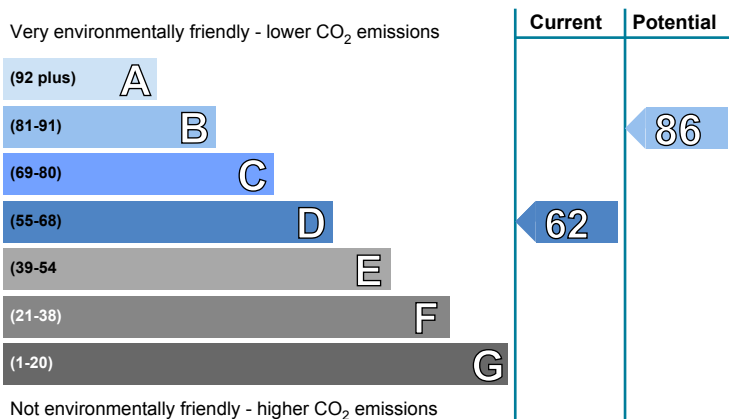 Current Potential
Very environmentally friendly - lower CO₂ emissions
(92 plus) A
(81-91) B
86
(69-80) C
(55-68) D
62
(39-54 E
(21-38) F
(1-20) G
Not environmentally friendly - higher CO₂ emissions